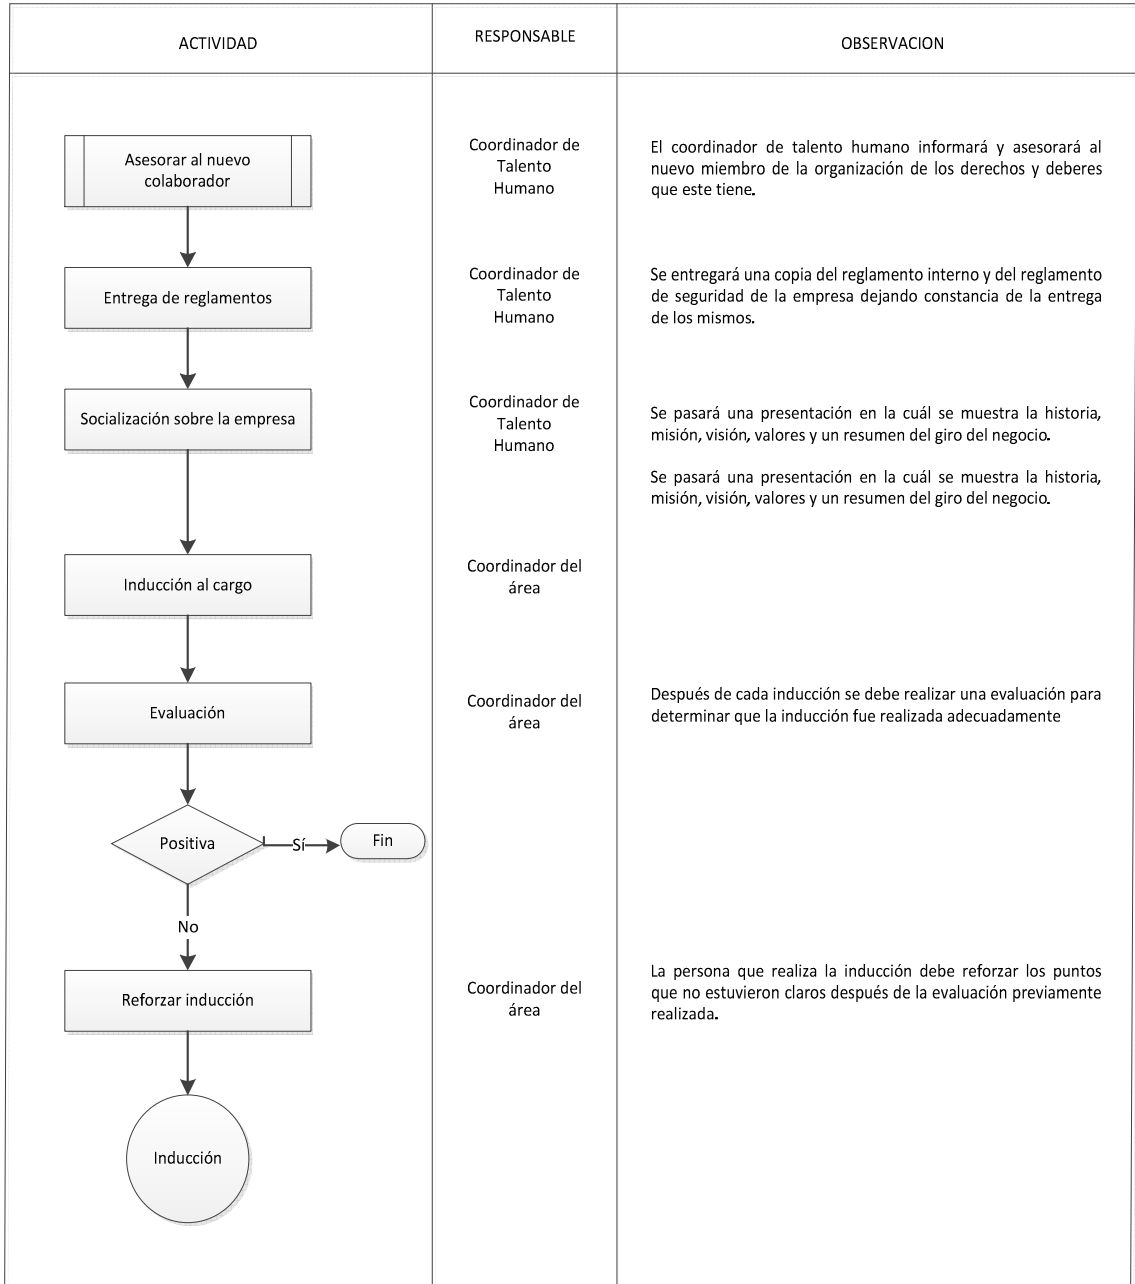 ACTIVIDAD
RESPONSABLE
OBSERVACION
Asesorar al nuevo
colaborador
Coordinador de
Talento
Humano
El coordinador de talento humano informará y asesorará al
nuevo miembro de la organización de los derechos y deberes
que este tiene.
Entrega de reglamentos
Coordinador de
Talento
Humano
Se entregará una copia del reglamento interno y del reglamento
de seguridad de la empresa dejando constancia de la entrega
de los mismos.
Socialización sobre la empresa
Coordinador de
Talento
Humano
Se pasará una presentación en la cuál se muestra la historia,
misión, visión, valores y un resumen del giro del negocio.
Se pasará una presentación en la cuál se muestra la historia,
misión, visión, valores y un resumen del giro del negocio.
Inducción al cargo
Coordinador del
área
Evaluación
Coordinador del
área
Después de cada inducción se debe realizar una evaluación para
determinar que la inducción fue realizada adecuadamente
Positiva
Sí
Fin
No
Reforzar inducción
Coordinador del
área
La persona que realiza la inducción debe reforzar los puntos
que no estuvieron claros después de la evaluación previamente
realizada.
Inducción